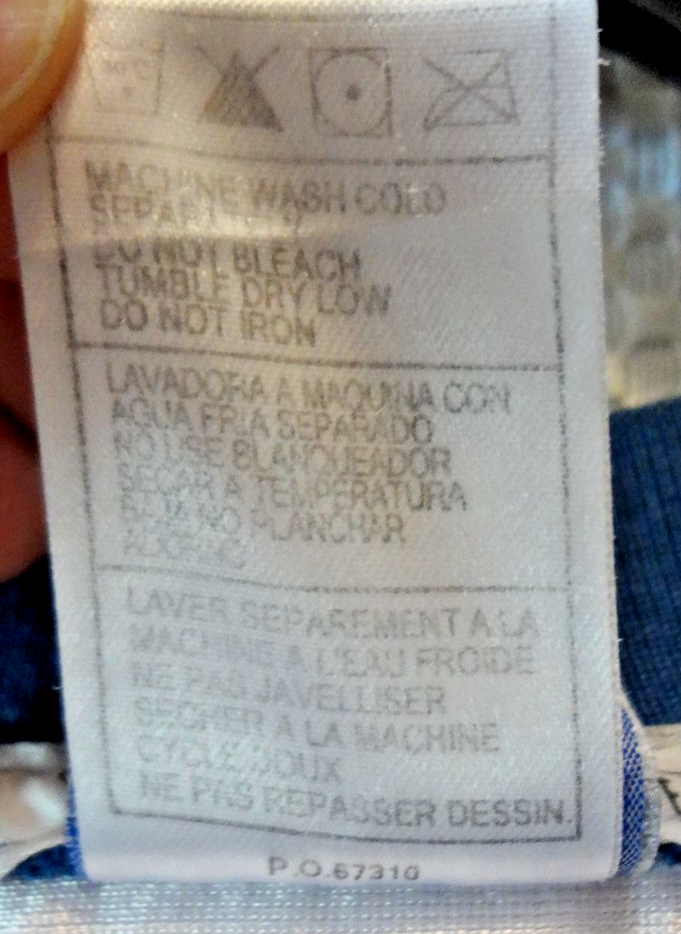 MACHINE WASH COLD
DO NOT BLEACH
TUMBLE DRY LOW
DO NOT IRON
LAVADORA A MAQUINA CON
AGUA FRIA SEPARADO
NO USE BLANQUEADOR
SECAR A TEMPERATURA
BAJA NO PLANCHAR
LAVER SEPAREMENT A LA
MACHINE A L'EAU FROIDE
NE PAS JAVELLISER
SECHER A LA MACHINE
CYCLE DOUX
NE PAS REPASSER DESSIN.
P.O.67310